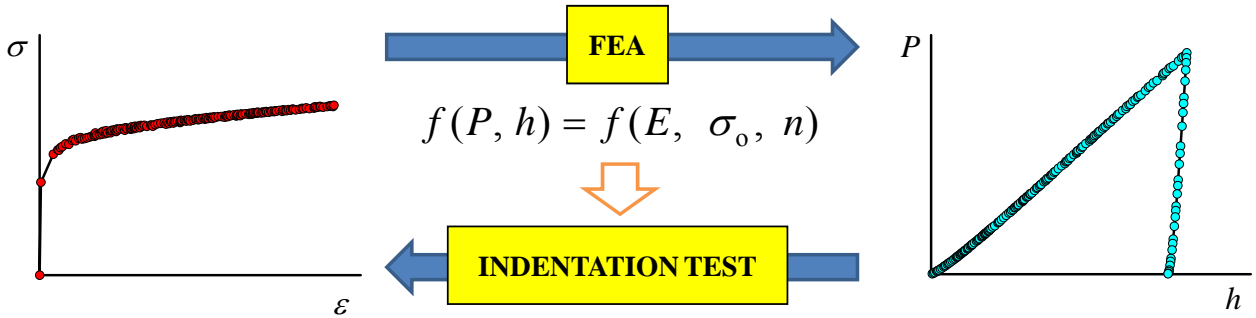 σ
FEA
P
f(P, h) = f(E, σₒ, n)
INDENTATION TEST
ε
h